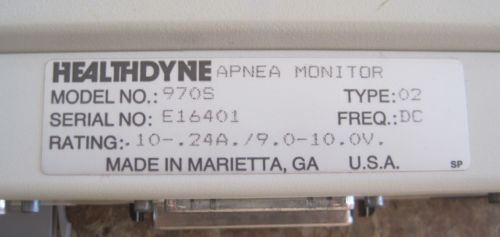 HEALTHDYNE APNEA MONITOR
MODEL NO.: 970S TYPE: 02
SERIAL NO: E16401 FREQ.: DC
RATING: .10-.24A./9.0-10.0V.
MADE IN MARIETTA, GA U.S.A. SP